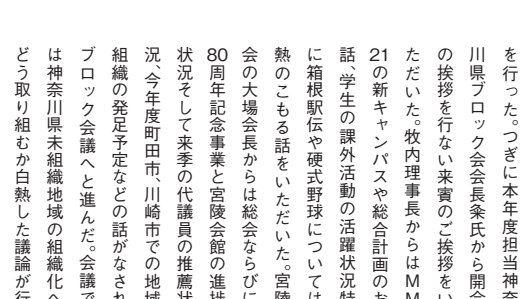 を行った。つぎに本年度担当神奈
川県ブロック会会長粂氏から開会
の挨拶を行ない来賓のご挨拶をい
ただいた。牧内理事長からはMM
21の新キャンパスや総合計画のお
話、学生の課外活動の活躍状況特
に箱根駅伝や硬式野球については
熱のこもる話をいただいた。宮陵
会の大場会長からは総会ならびに
80周年記念事業と宮陵会館の進捗
状況そして来季の代議員の推薦状
況、今年度町田市、川崎市での地域
組織の発足予定などの話がなされ
ブロック会議へと進んだ。会議で
は神奈川県未組織地域の組織化へ
どう取り組むか白熱した議論が行